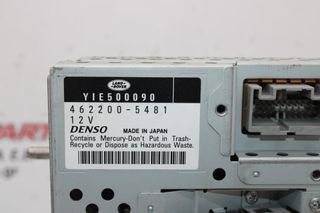 LAND-
ROVER
YIE500090
462200-5481
12V
DENSO MADE IN JAPAN
Contains Mercury-Don't Put in Trash-
Recycle or Dispose as Hazardous Waste.